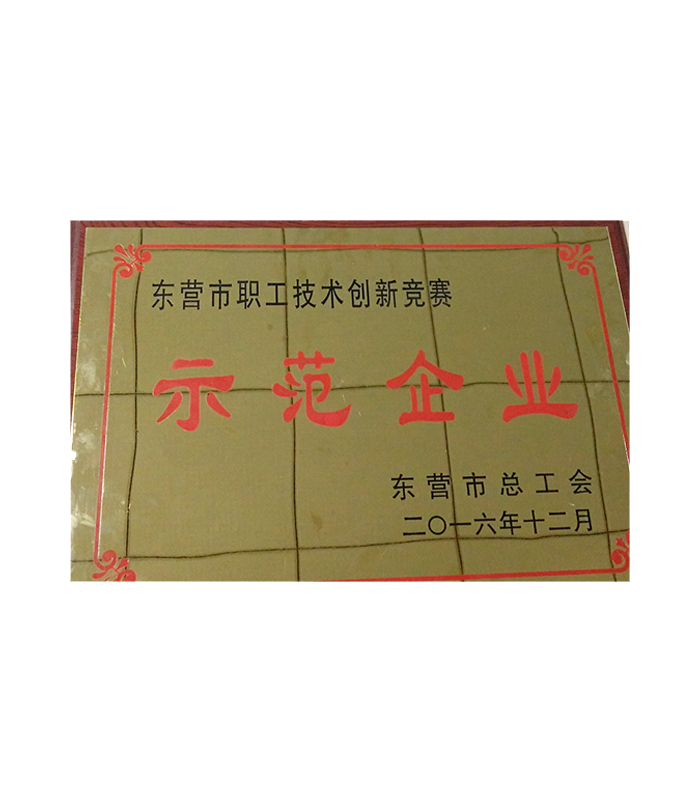 东营市职工技术创新竞赛
示范企业
东营市总工会
二〇一六年十二月